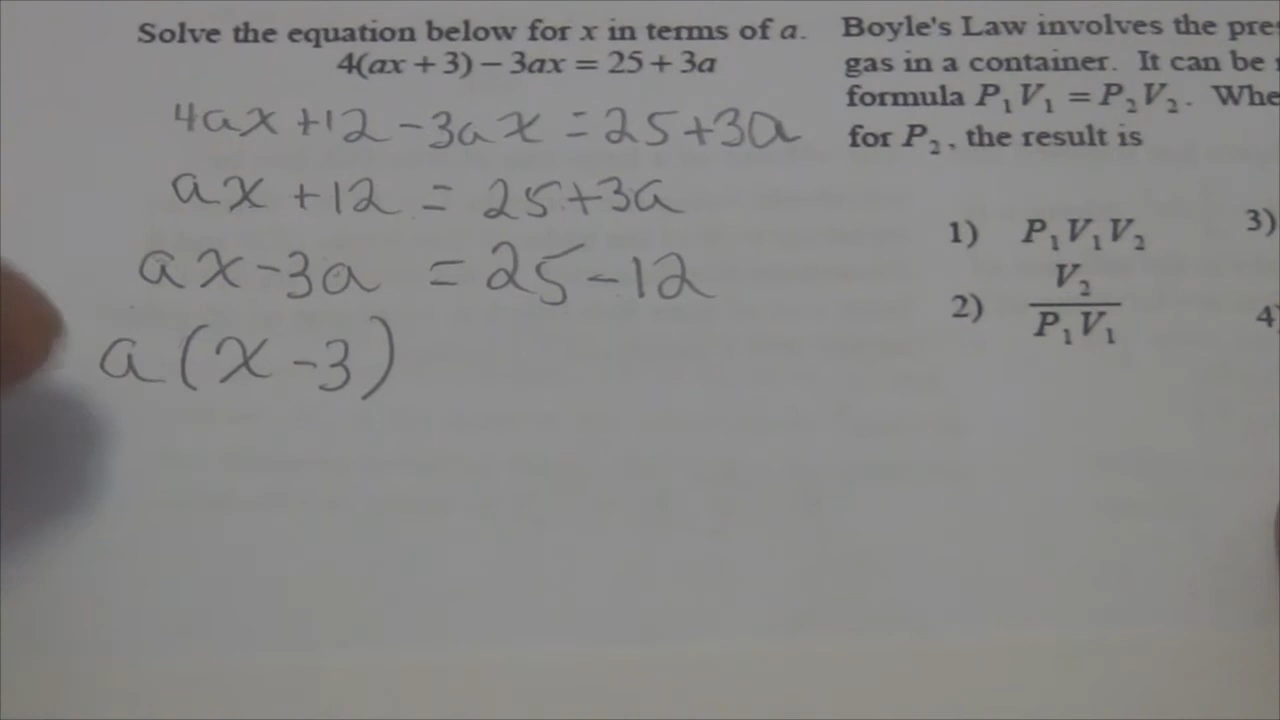 Solve the equation below for x in terms of a.
4(ax + 3) − 3ax = 25 + 3a
4ax + 12 − 3ax = 25 + 3a
ax + 12 = 25 + 3a
ax − 3a = 25 − 12
a(x − 3)
Boyle's Law involves the
gas in a container. It can be
formula P₁V₁ = P₂V₂.
for P₂, the result is
1) P₁V₁V₂
2) V₂
P₁V₁
3)
4